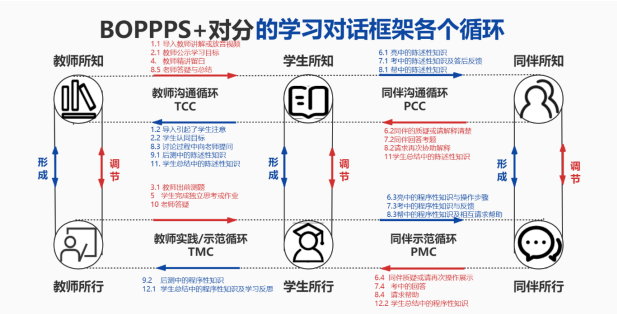 BOPPPS+对分的学习对话框架各个循环
1.1 导入教师讲解或放音视频
2.1 教师公示学习目标
4. 教师精讲留白
8.5 老师答疑与总结
6.1 亮中的陈述性知识
7.1 考中的陈述性知识及答后反馈
8.1 帮中的陈述性知识
教师所知
学生所知
同伴所知
教师沟通循环
TCC
同伴沟通循环
PCC
1.2 导入引起了学生注意
2.2 学生认同目标
8.3 讨论过程中向老师提问
9.1 后测中的陈述性知识
11. 学生总结中的陈述性知识
6.2同伴的质疑或请解释清楚
7.2同伴回答考题
8.2请求再次协助解释
11学生总结中的陈述性知识
形成
调节
形成
调节
形成
调节
3.1 教师出前测题
5 学生完成独立思考或作业
10 老师答疑
6.3亮中的程序性知识与操作步骤
7.3考中的程序性知识与反馈
8.3帮中的程序性知识及相互请求帮助
教师实践/示范循环
TMC
同伴示范循环
PMC
教师所行
学生所行
同伴所行
9.2 后测中的程序性知识
12.1 学生总结中的程序性知识及学习反思
6.4 同伴质疑或请再次操作展示
7.4 考中的回答
8.4 请求帮助
12.2 学生总结中的程序性知识